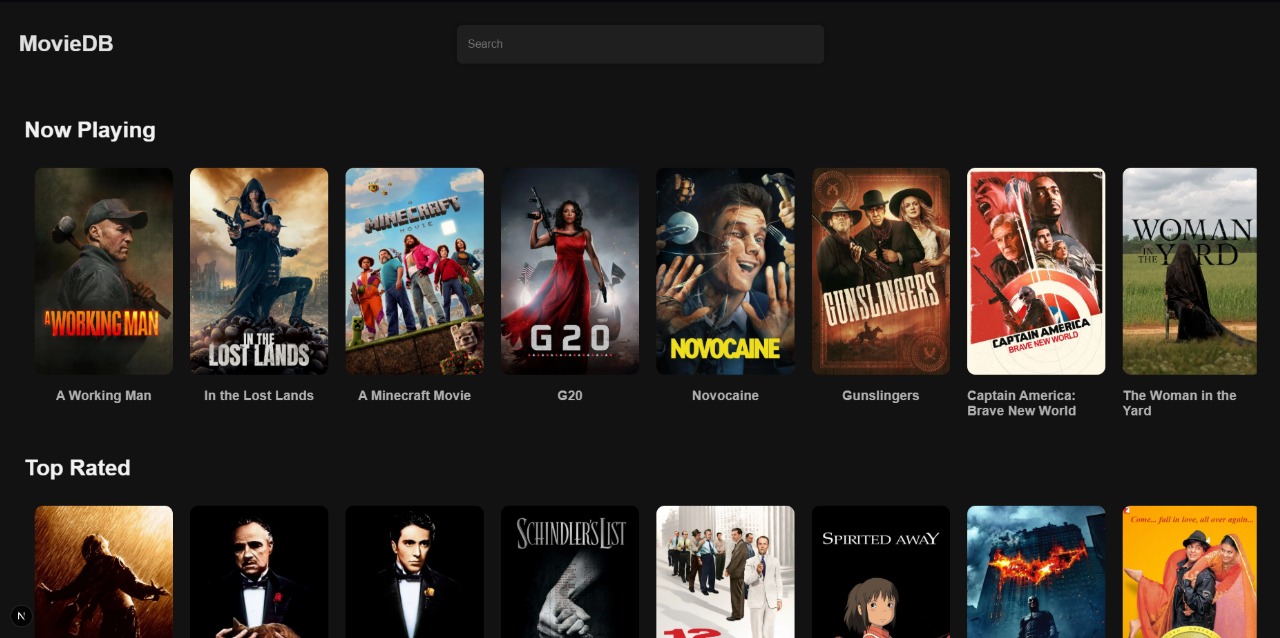 MovieDB
Search
Now Playing
A WORKING MAN
IN THE
LOST LANDS
MINECRAFT
MOVIE
G20
NOVOCAINE
GUNSLINGERS
CAPTAIN AMERICA
BRAVE NEW WORLD
WOMAN
IN THE YARD
A Working Man
In the Lost Lands
A Minecraft Movie
G20
Novocaine
Gunslingers
Captain America:
Brave New World
The Woman in the
Yard
Top Rated
SCHINDLER'S LIST
12
SPIRITED AWAY
Come... fall in love, all over again...
N